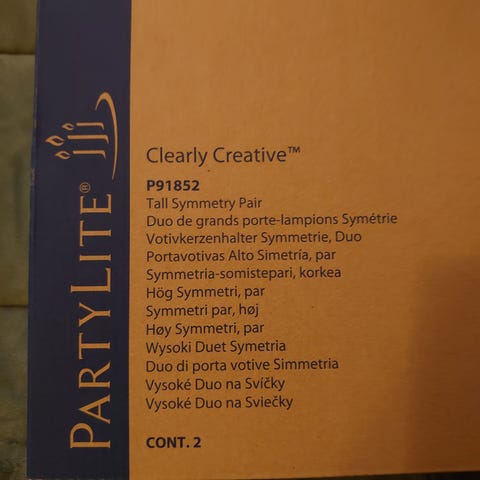 PARTYLITE®
Clearly Creative™
P91852
Tall Symmetry Pair
Duo de grands porte-lampions Symétrie
Votivkerzenhalter Symmetrie, Duo
Portavotivas Alto Simetría, par
Symmetria-somistepari, korkea
Hög Symmetri, par
Symmetri par, høj
Høy Symmetri, par
Wysoki Duet Symetria
Duo di porta votive Simmetria
Vysoké Duo na Svíčky
Vysoké Duo na Sviečky
CONT. 2